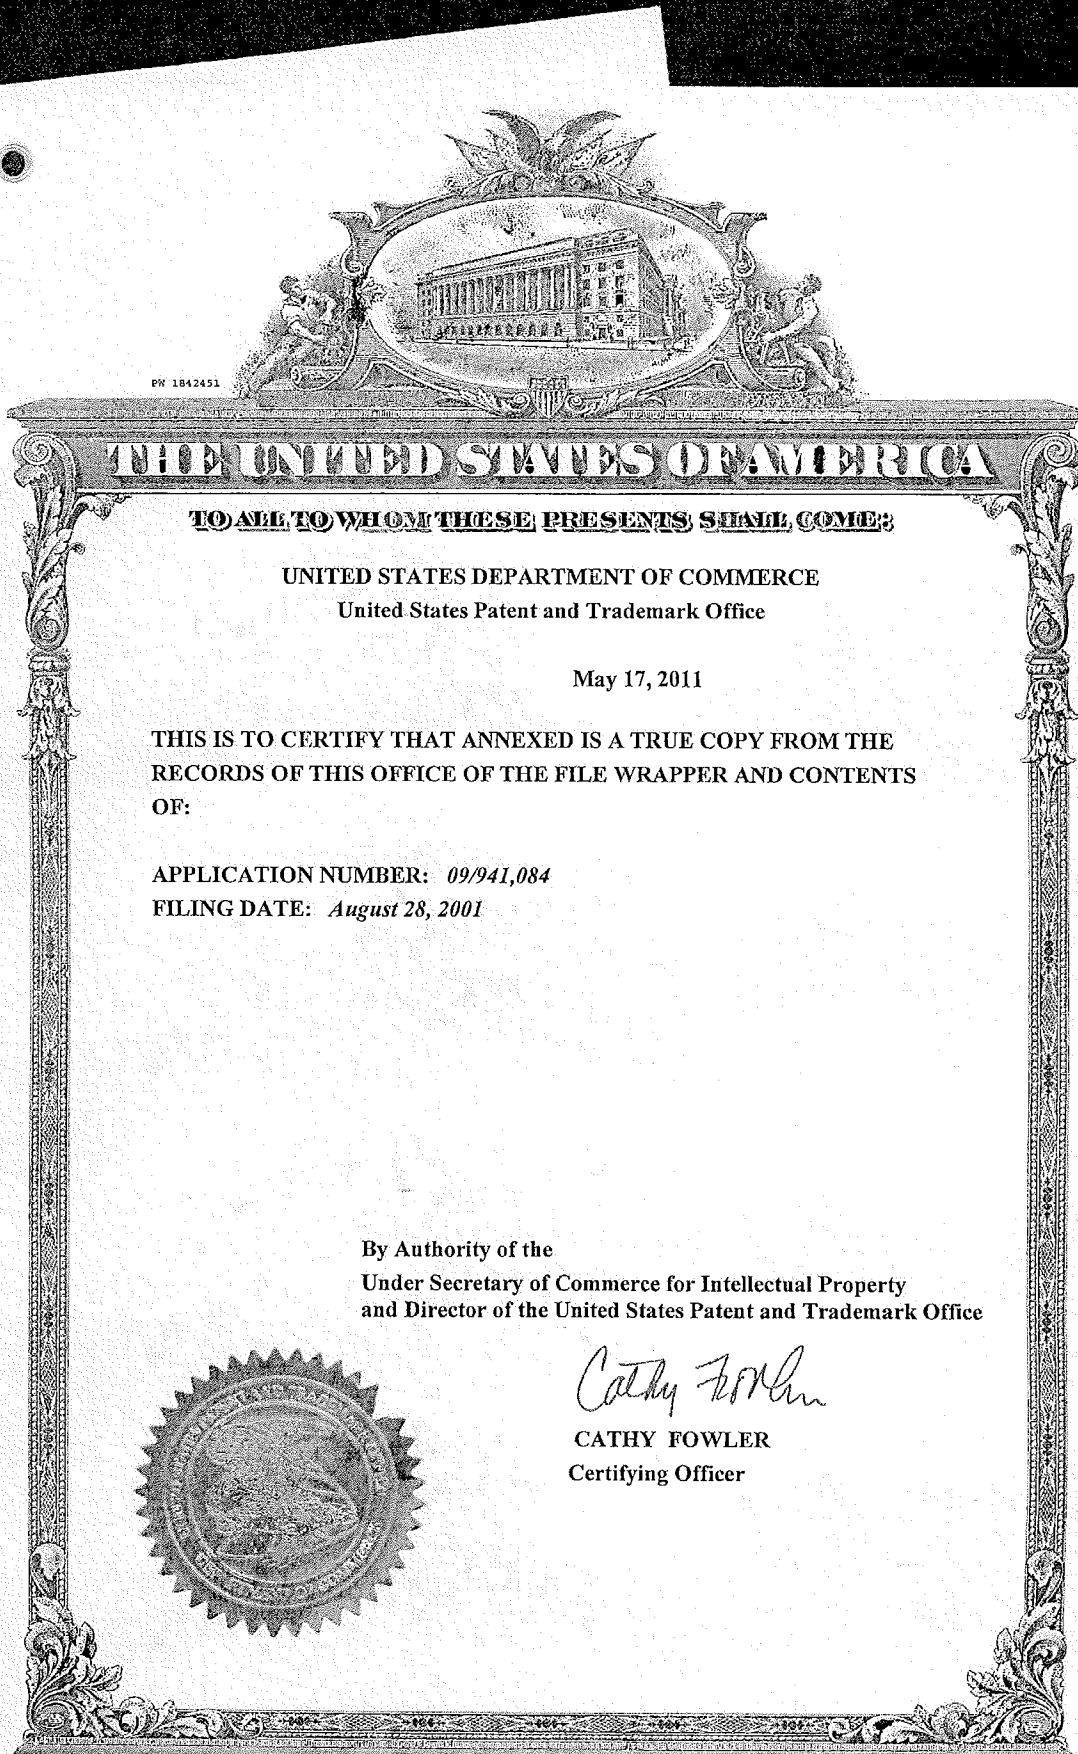 PW 1842451
THE UNITED STATES OF AMERICA
TO ALL TO WHOM THESE PRESENTS SHALL COME:
UNITED STATES DEPARTMENT OF COMMERCE
United States Patent and Trademark Office
May 17, 2011
THIS IS TO CERTIFY THAT ANNEXED IS A TRUE COPY FROM THE
RECORDS OF THIS OFFICE OF THE FILE WRAPPER AND CONTENTS
OF:
APPLICATION NUMBER: 09/941,084
FILING DATE: August 28, 2001
By Authority of the
Under Secretary of Commerce for Intellectual Property
and Director of the United States Patent and Trademark Office
Cathy Fowler
CATHY FOWLER
Certifying Officer